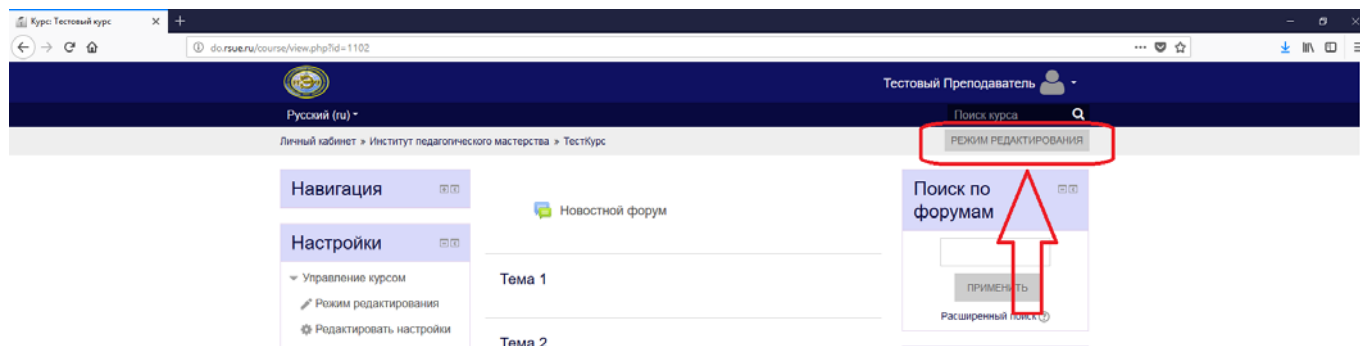 Курс: Тестовый курс
do.rsue.ru/course/view.php?id=1102
Тестовый Преподаватель
Русский (ru)
Поиск курса
Личный кабинет » Институт педагогического мастерства » ТестКурс
РЕЖИМ РЕДАКТИРОВАНИЯ
Навигация
Настройки
Управление курсом
Режим редактирования
Редактировать настройки
Новостной форум
Тема 1
Тема 2
Поиск по
форумам
ПРИМЕНИТЬ
Расширенный поиск